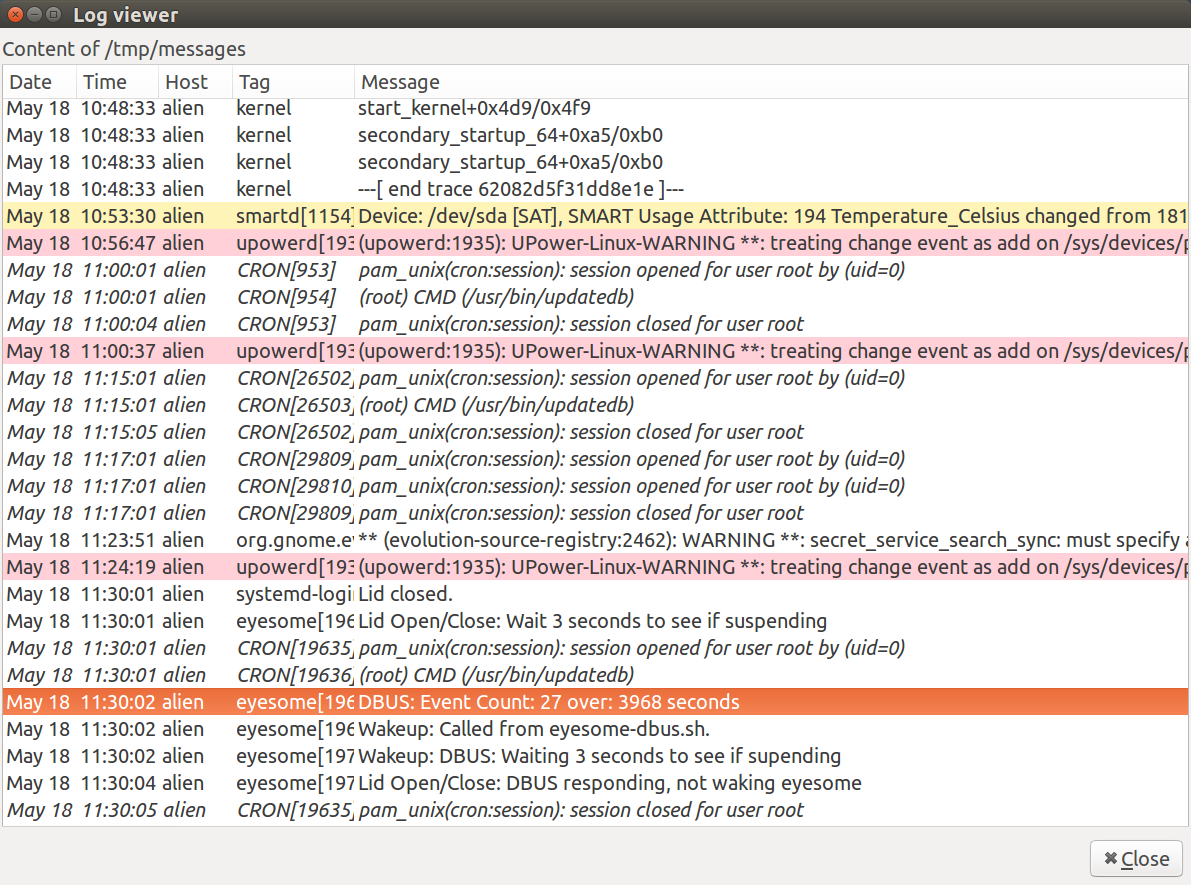 Log viewer
Content of /tmp/messages
Date Time Host Tag Message
May 18 10:48:33 alien kernel start_kernel+0x4d9/0x4f9
May 18 10:48:33 alien kernel secondary_startup_64+0xa5/0xb0
May 18 10:48:33 alien kernel secondary_startup_64+0xa5/0xb0
May 18 10:48:33 alien kernel ---[ end trace 62082d5f31dd8e1e ]---
May 18 10:53:30 alien smartd[1154] Device: /dev/sda [SAT], SMART Usage Attribute: 194 Temperature_Celsius changed from 181
May 18 10:56:47 alien upowerd[193 (upowerd:1935): UPower-Linux-WARNING **: treating change event as add on /sys/devices/p
May 18 11:00:01 alien CRON[953] pam_unix(cron:session): session opened for user root by (uid=0)
May 18 11:00:01 alien CRON[954] (root) CMD (/usr/bin/updatedb)
May 18 11:00:04 alien CRON[953] pam_unix(cron:session): session closed for user root
May 18 11:00:37 alien upowerd[193 (upowerd:1935): UPower-Linux-WARNING **: treating change event as add on /sys/devices/p
May 18 11:15:01 alien CRON[26502] pam_unix(cron:session): session opened for user root by (uid=0)
May 18 11:15:01 alien CRON[26503] (root) CMD (/usr/bin/updatedb)
May 18 11:15:05 alien CRON[26502] pam_unix(cron:session): session closed for user root
May 18 11:17:01 alien CRON[29809] pam_unix(cron:session): session opened for user root by (uid=0)
May 18 11:17:01 alien CRON[29810] pam_unix(cron:session): session opened for user root by (uid=0)
May 18 11:17:01 alien CRON[29809] pam_unix(cron:session): session closed for user root
May 18 11:23:51 alien org.gnome.ev ** (evolution-source-registry:2462): WARNING **: secret_service_search_sync: must specify a
May 18 11:24:19 alien upowerd[193 (upowerd:1935): UPower-Linux-WARNING **: treating change event as add on /sys/devices/p
May 18 11:30:01 alien systemd-logi Lid closed.
May 18 11:30:01 alien eyesome[196 Lid Open/Close: Wait 3 seconds to see if suspending
May 18 11:30:01 alien CRON[19635] pam_unix(cron:session): session opened for user root by (uid=0)
May 18 11:30:01 alien CRON[19636] (root) CMD (/usr/bin/updatedb)
May 18 11:30:02 alien eyesome[196 DBUS: Event Count: 27 over: 3968 seconds
May 18 11:30:02 alien eyesome[196 Wakeup: Called from eyesome-dbus.sh.
May 18 11:30:02 alien eyesome[197 Wakeup: DBUS: Waiting 3 seconds to see if supending
May 18 11:30:04 alien eyesome[197 Lid Open/Close: DBUS responding, not waking eyesome
May 18 11:30:05 alien CRON[19635] pam_unix(cron:session): session closed for user root
Close